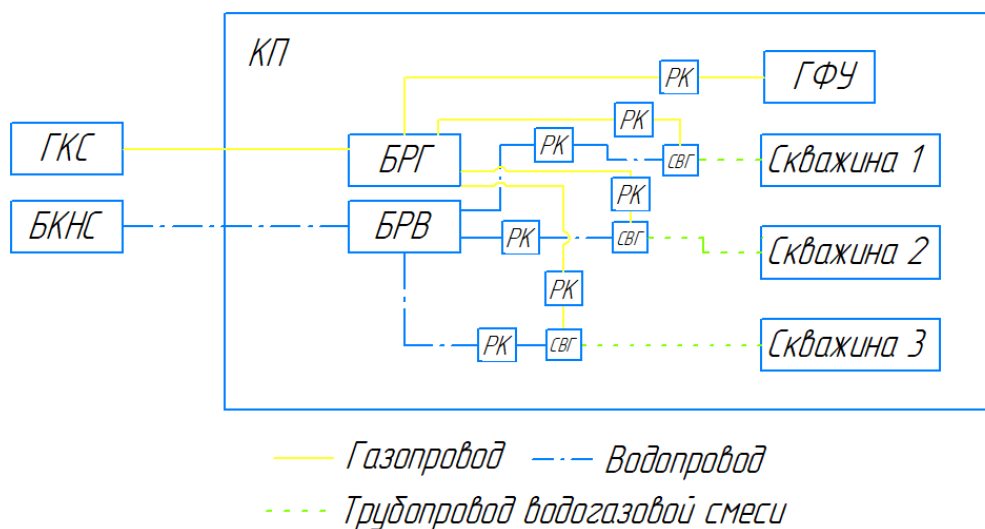 КП
РК
ГФУ
РК
ГКС
БРГ
РК
СВГ
Скважина 1
РК
БКНС
БРВ
РК
СВГ
Скважина 2
РК
РК
СВГ
Скважина 3
Газопровод
Водопровод
Трубопровод водогазовой смеси